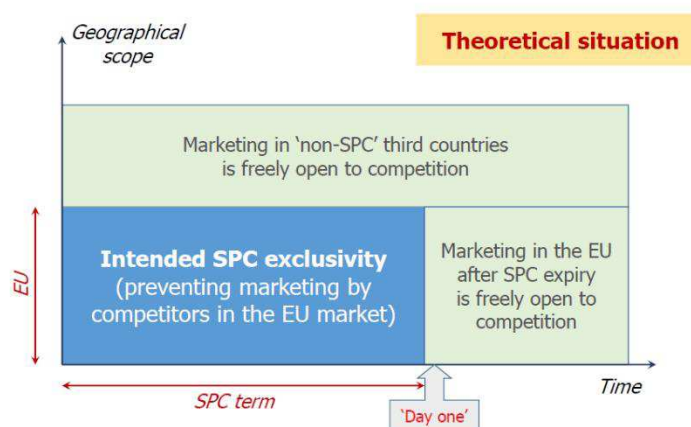 Geographical
scope
Theoretical situation
Marketing in ‘non-SPC’ third countries
is freely open to competition
EU
Intended SPC exclusivity
(preventing marketing by
competitors in the EU market)
Marketing in the EU
after SPC expiry
is freely open to
competition
SPC term
Time
‘Day one’